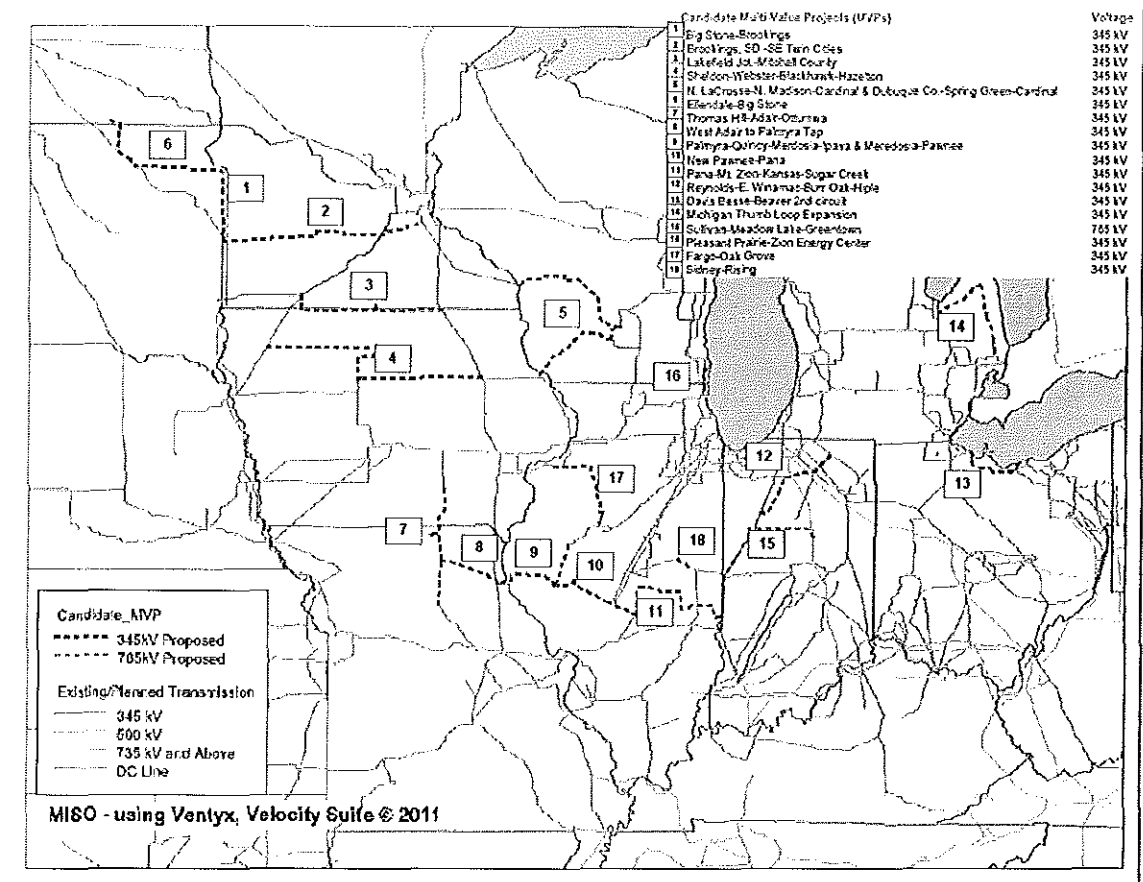 Candidate Multi Value Projects (MVPs) Voltage
1 Big Stone-Brookings 345 kV
2 Brookings, SD -SE Twin Cities 345 kV
3 Lakefield Jct.-Mitchell County 345 kV
4 Sheldon-Webster-Blackhawk-Hazelton 345 kV
5 N. LaCrosse-N. Madison-Cardinal & Dubuque Co.-Spring Green-Cardinal 345 kV
6 Ellendale-Big Stone 345 kV
7 Thomas Hill-Adair-Ottumwa 345 kV
8 West Adair to Palmyra Tap 345 kV
9 Palmyra-Quincy-Merdosia-Ipava & Meredosia-Pawnee 345 kV
10 New Pawnee-Pana 345 kV
11 Pana-Mt. Zion-Kansas-Sugar Creek 345 kV
12 Reynolds-E. Winamac-Burr Oak-Hiple 345 kV
13 Davis Besse-Beaver 2nd circuit 345 kV
14 Michigan Thumb Loop Expansion 345 kV
15 Sullivan-Meadow Lake-Greentown 765 kV
16 Pleasant Prairie-Zion Energy Center 345 kV
17 Fargo-Oak Grove 345 kV
18 Sidney-Rising 345 kV
6
1
2
3
5
14
4
16
12
17
13
7
8
9
10
18
15
11
Candidate_MVP
345kV Proposed
765kV Proposed
Existing/Planned Transmission
345 kV
500 kV
735 kV and Above
DC Line
MISO - using Ventyx, Velocity Suite © 2011